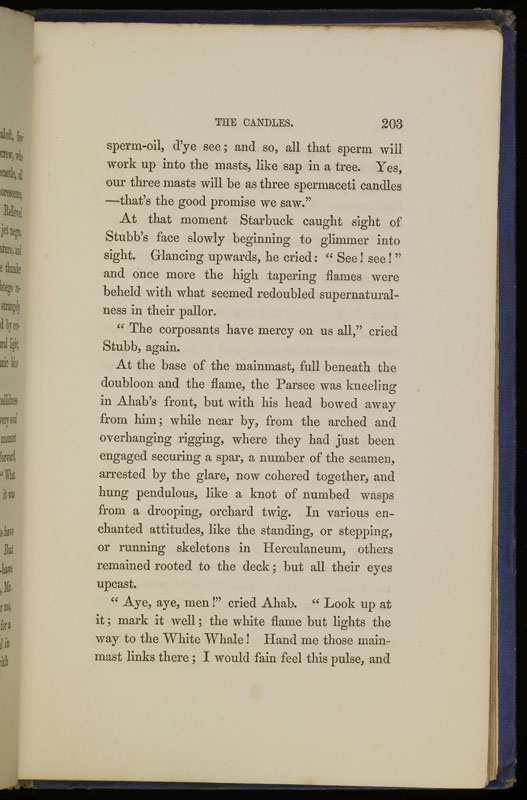 THE CANDLES. 203
sperm-oil, d'ye see; and so, all that sperm will
work up into the masts, like sap in a tree. Yes,
our three masts will be as three spermaceti candles
—that's the good promise we saw."
At that moment Starbuck caught sight of
Stubb's face slowly beginning to glimmer into
sight. Glancing upwards, he cried: "See! see!"
and once more the high tapering flames were
beheld with what seemed redoubled supernatural-
ness in their pallor.
"The corposants have mercy on us all," cried
Stubb, again.
At the base of the mainmast, full beneath the
doubloon and the flame, the Parsee was kneeling
in Ahab's front, but with his head bowed away
from him; while near by, from the arched and
overhanging rigging, where they had just been
engaged securing a spar, a number of the seamen,
arrested by the glare, now cohered together, and
hung pendulous, like a knot of numbed wasps
from a drooping, orchard twig. In various en-
chanted attitudes, like the standing, or stepping,
or running skeletons in Herculaneum, others
remained rooted to the deck; but all their eyes
upcast.
"Aye, aye, men!" cried Ahab. "Look up at
it; mark it well; the white flame but lights the
way to the White Whale! Hand me those main-
mast links there; I would fain feel this pulse, and